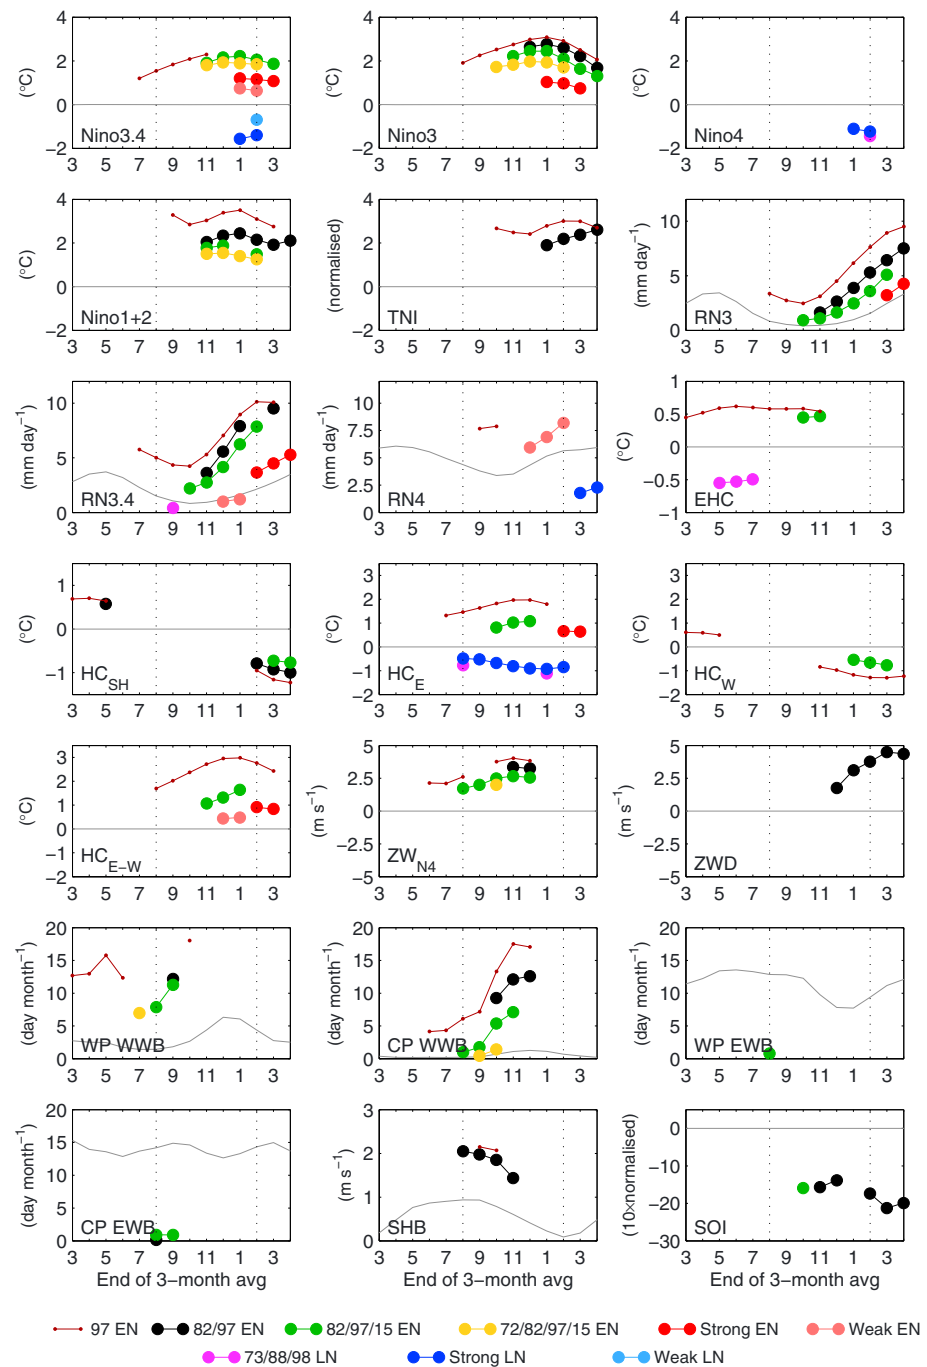 4
2
0
−2
(°C)
Nino3.4
3 5 7 9 11 1 3
4
2
0
−2
(°C)
Nino3
3 5 7 9 11 1 3
4
2
0
−2
(°C)
Nino4
3 5 7 9 11 1 3
4
2
0
−2
(°C)
Nino1+2
3 5 7 9 11 1 3
4
2
0
−2
(normalised)
TNI
3 5 7 9 11 1 3
10
5
0
(mm day⁻¹)
RN3
3 5 7 9 11 1 3
10
5
0
(mm day⁻¹)
RN3.4
3 5 7 9 11 1 3
10
7.5
5
2.5
0
(mm day⁻¹)
RN4
3 5 7 9 11 1 3
1
0.5
0
−0.5
−1
(°C)
EHC
3 5 7 9 11 1 3
1
0
−1
(°C)
HC_SH
3 5 7 9 11 1 3
3
2
1
0
−1
−2
(°C)
HC_E
3 5 7 9 11 1 3
3
2
1
0
−1
−2
(°C)
HC_W
3 5 7 9 11 1 3
3
2
1
0
−1
−2
(°C)
HC_E−W
3 5 7 9 11 1 3
5
2.5
0
−2.5
−5
(m s⁻¹)
ZW_N4
3 5 7 9 11 1 3
5
2.5
0
−2.5
−5
(m s⁻¹)
ZWD
3 5 7 9 11 1 3
20
15
10
5
0
(day month⁻¹)
WP WWB
3 5 7 9 11 1 3
20
15
10
5
0
(day month⁻¹)
CP WWB
3 5 7 9 11 1 3
20
15
10
5
0
(day month⁻¹)
WP EWB
3 5 7 9 11 1 3
20
15
10
5
0
(day month⁻¹)
CP EWB
3 5 7 9 11 1 3
End of 3−month avg
3
2
1
0
(m s⁻¹)
SHB
3 5 7 9 11 1 3
End of 3−month avg
0
−10
−20
−30
(10×normalised)
SOI
3 5 7 9 11 1 3
End of 3−month avg
97 EN 82/97 EN 82/97/15 EN 72/82/97/15 EN Strong EN Weak EN
73/88/98 LN Strong LN Weak LN